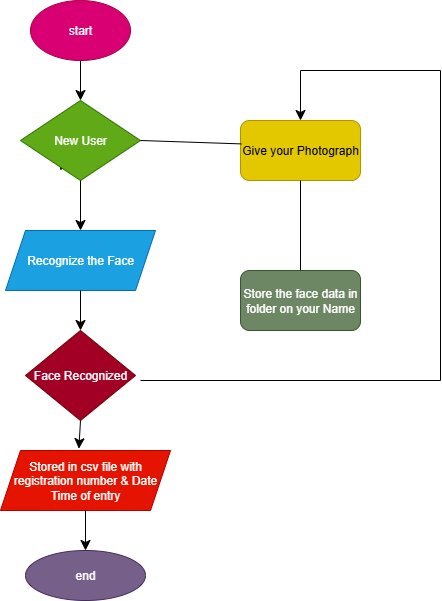 start
New User
Give your Photograph
Recognize the Face
Store the face data in
folder on your Name
Face Recognized
Stored in csv file with
registration number & Date
Time of entry
end